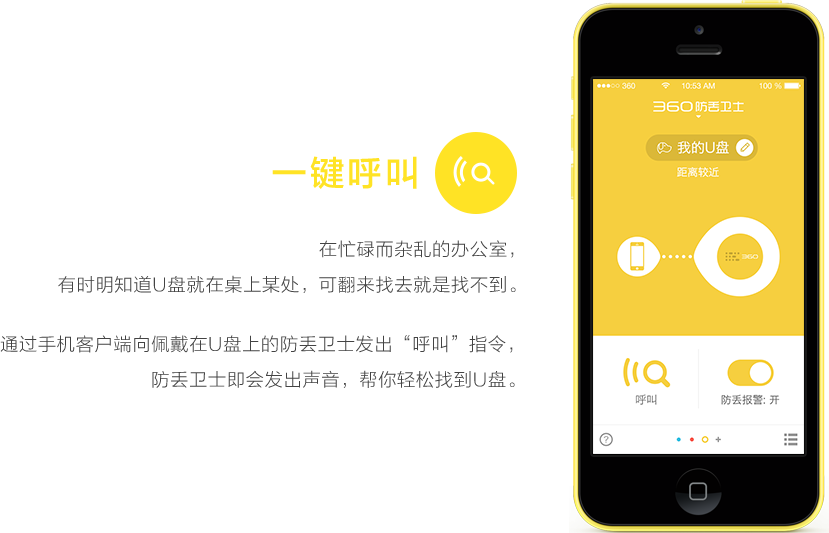 一键呼叫
在忙碌而杂乱的办公室，
有时明知道U盘就在桌上某处，可翻来找去就是找不到。
通过手机客户端向佩戴在U盘上的防丢卫士发出“呼叫”指令，
防丢卫士即会发出声音，帮你轻松找到U盘。
360 10:53 AM 100 %
360防丢卫士
我的U盘
距离较近
360
呼叫 防丢报警: 开
?